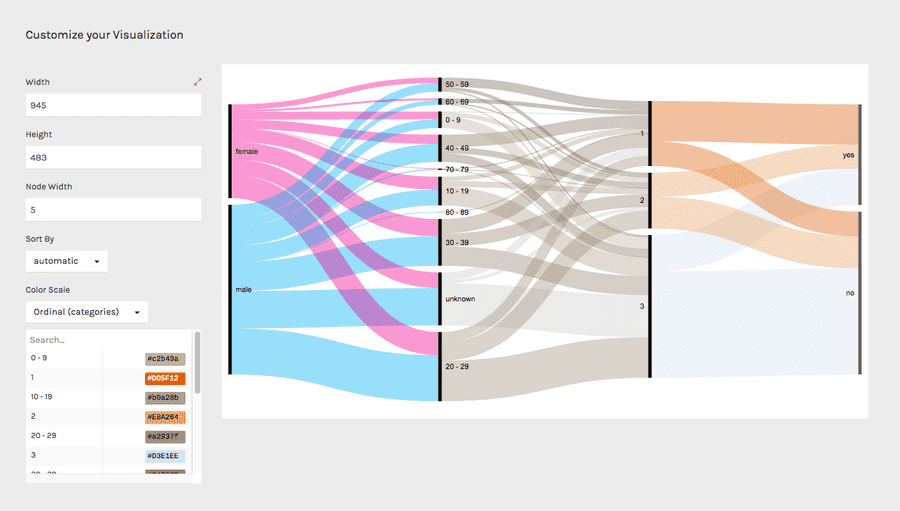 Customize your Visualization
Width
945
Height
483
Node Width
5
Sort By
automatic
Color Scale
Ordinal (categories)
Search...
0 - 9 #c2b49a
1 #DD5F12
10 - 19 #b0a28b
2 #EBA264
20 - 29 #a2937f
3 #D3E1EE
female
male
50 - 59
60 - 69
0 - 9
40 - 49
70 - 79
10 - 19
80 - 89
30 - 39
unknown
20 - 29
1
2
3
yes
no